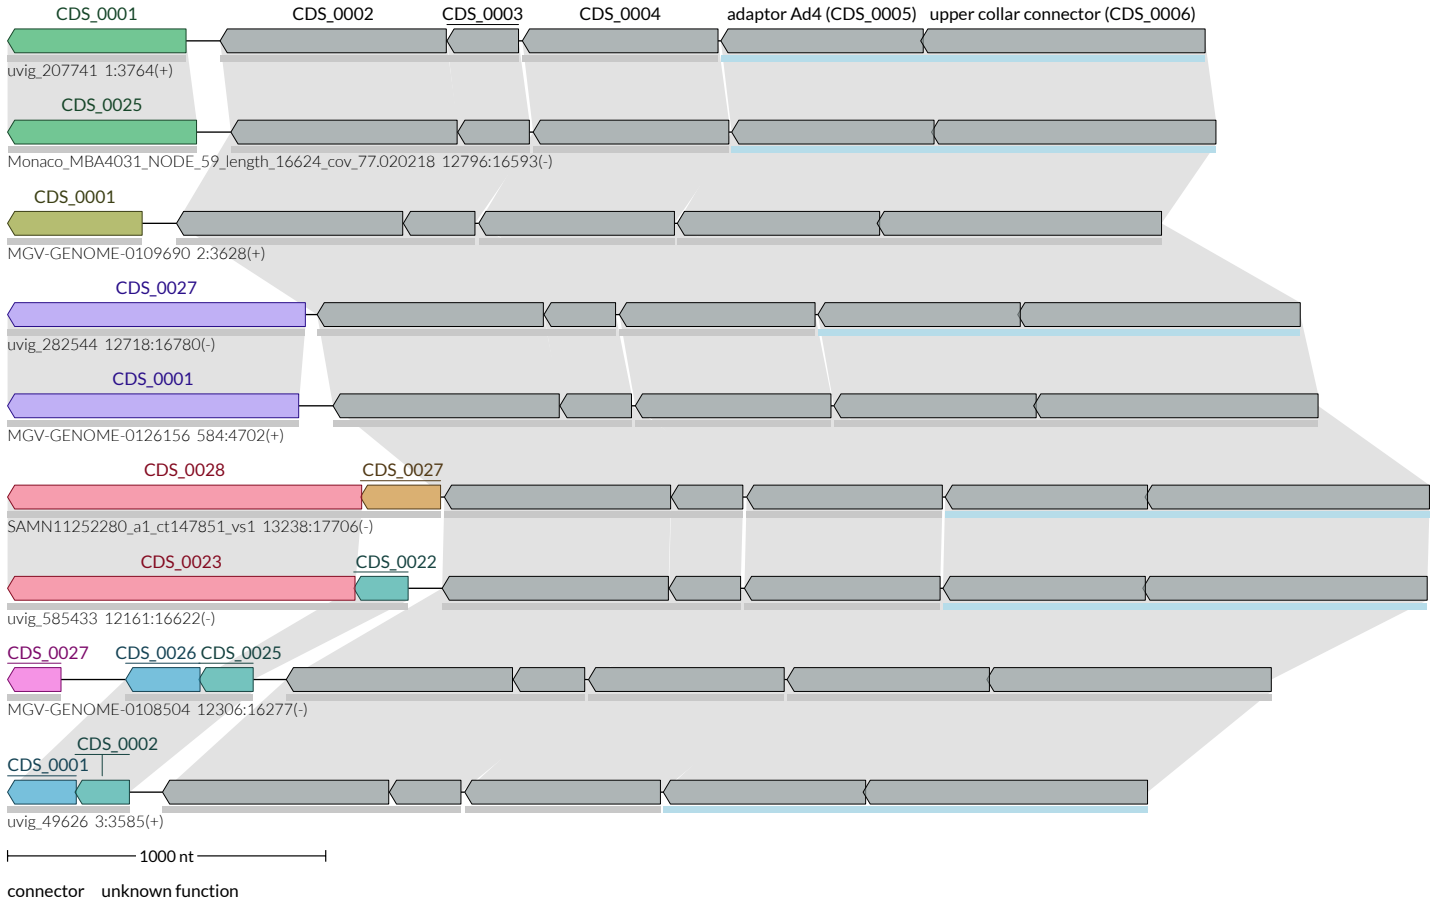 CDS_0001 CDS_0002 CDS_0003 CDS_0004 adaptor Ad4 (CDS_0005) upper collar connector (CDS_0006)
uvig_207741 1:3764(+)
CDS_0025
Monaco_MBA4031_NODE_59_length_16624_cov_77.020218 12796:16593(-)
CDS_0001
MGV-GENOME-0109690 2:3628(+)
CDS_0027
uvig_282544 12718:16780(-)
CDS_0001
MGV-GENOME-0126156 584:4702(+)
CDS_0028 CDS_0027
SAMN11252280_a1_ct147851_vs1 13238:17706(-)
CDS_0023 CDS_0022
uvig_585433 12161:16622(-)
CDS_0027 CDS_0026 CDS_0025
MGV-GENOME-0108504 12306:16277(-)
CDS_0002
CDS_0001
uvig_49626 3:3585(+)
1000 nt
connector unknown function